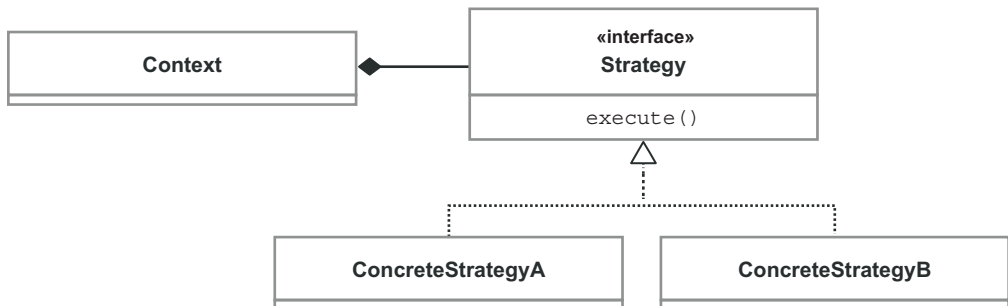 Context
«interface»
Strategy
execute()
ConcreteStrategyA
ConcreteStrategyB